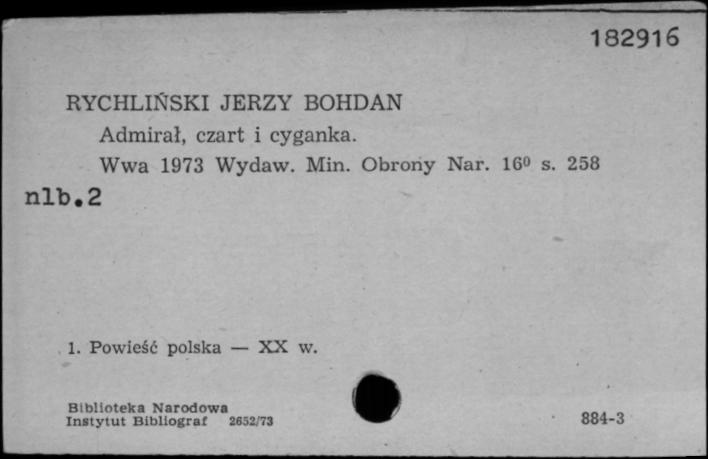 182916
RYCHLIŃSKI JERZY BOHDAN
Admirał, czart i cyganka.
Wwa 1973 Wydaw. Min. Obrony Nar. 16⁰ s. 258
nlb.2
1. Powieść polska — XX w.
Biblioteka Narodowa
Instytut Bibliograf 2652/73
884-3